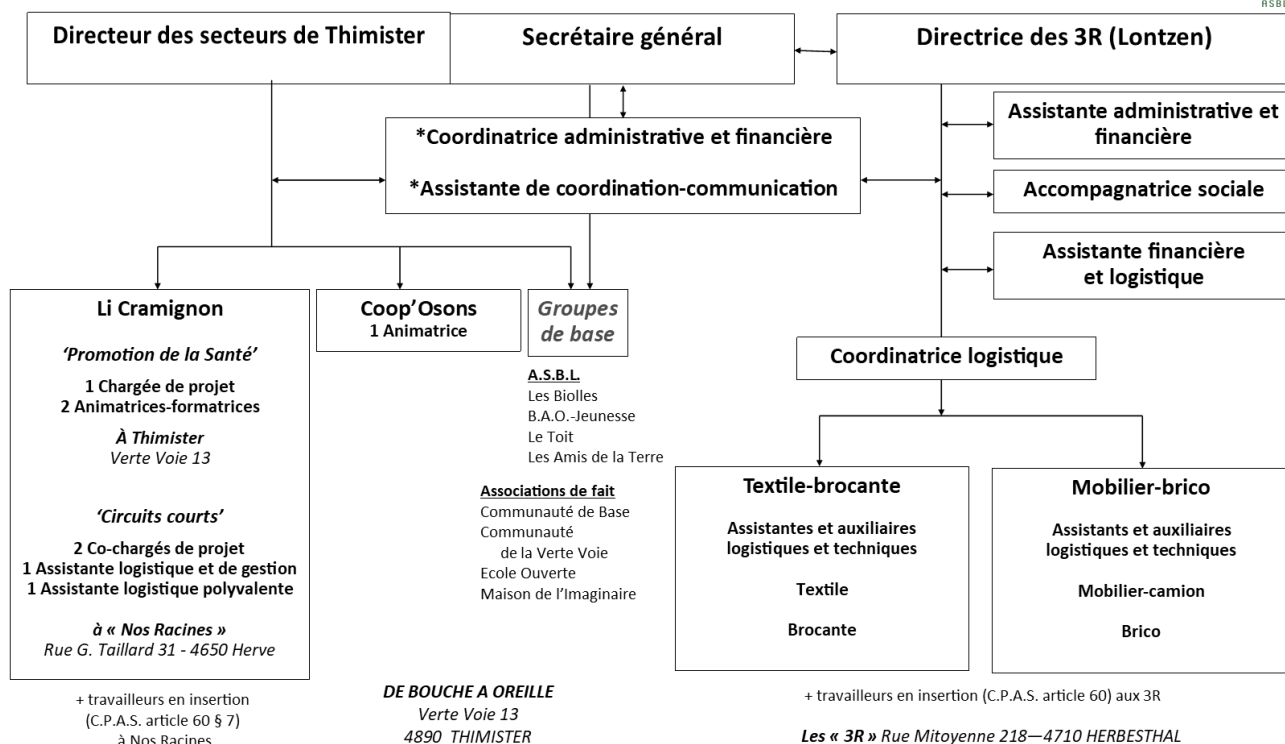 ASBL
Directeur des secteurs de Thimister
Secrétaire général
Directrice des 3R (Lontzen)
Assistante administrative et
financière
*Coordinatrice administrative et financière
*Assistante de coordination-communication
Accompagnatrice sociale
Assistante financière
et logistique
Li Cramignon
‘Promotion de la Santé’
1 Chargée de projet
2 Animatrices-formatrices
À Thimister
Verte Voie 13
‘Circuits courts’
2 Co-chargés de projet
1 Assistante logistique et de gestion
1 Assistante logistique polyvalente
à « Nos Racines »
Rue G. Taillard 31 - 4650 Herve
+ travailleurs en insertion
(C.P.A.S. article 60 § 7)
à Nos Racines
Coop’Osons
1 Animatrice
Groupes
de base
A.S.B.L.
Les Biolles
B.A.O.-Jeunesse
Le Toit
Les Amis de la Terre
Associations de fait
Communauté de Base
Communauté
de la Verte Voie
Ecole Ouverte
Maison de l’Imaginaire
DE BOUCHE A OREILLE
Verte Voie 13
4890 THIMISTER
Coordinatrice logistique
Textile-brocante
Assistantes et auxiliaires
logistiques et techniques
Textile
Brocante
Mobilier-brico
Assistants et auxiliaires
logistiques et techniques
Mobilier-camion
Brico
+ travailleurs en insertion (C.P.A.S. article 60) aux 3R
Les « 3R » Rue Mitoyenne 218—4710 HERBESTHAL